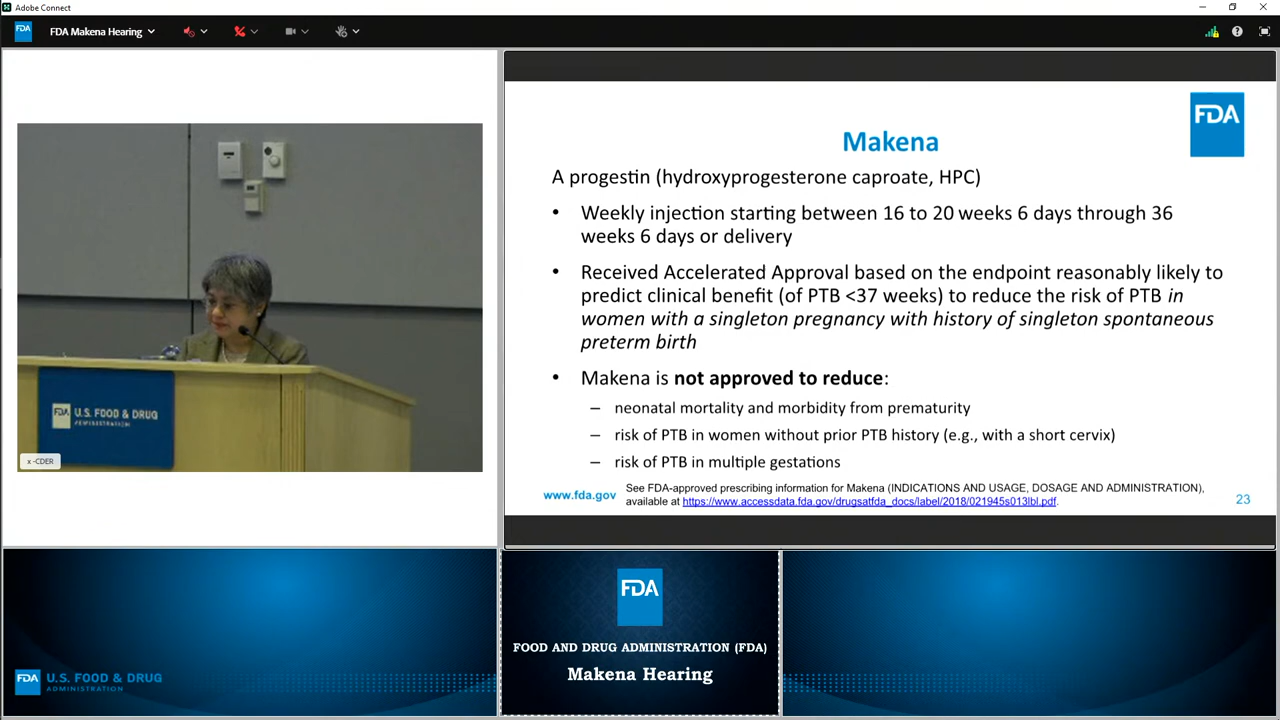 Adobe Connect
FDA
FDA Makena Hearing
FDA
U.S. FOOD & DRUG
ADMINISTRATION
x -CDER
FDA
Makena
A progestin (hydroxyprogesterone caproate, HPC)
• Weekly injection starting between 16 to 20 weeks 6 days through 36
weeks 6 days or delivery
• Received Accelerated Approval based on the endpoint reasonably likely to
predict clinical benefit (of PTB <37 weeks) to reduce the risk of PTB in
women with a singleton pregnancy with history of singleton spontaneous
preterm birth
• Makena is not approved to reduce:
– neonatal mortality and morbidity from prematurity
– risk of PTB in women without prior PTB history (e.g., with a short cervix)
– risk of PTB in multiple gestations
www.fda.gov
See FDA-approved prescribing information for Makena (INDICATIONS AND USAGE, DOSAGE AND ADMINISTRATION),
available at https://www.accessdata.fda.gov/drugsatfda_docs/label/2018/021945s013lbl.pdf.
23
FDA
U.S. FOOD & DRUG
ADMINISTRATION
FDA
FOOD AND DRUG ADMINISTRATION (FDA)
Makena Hearing